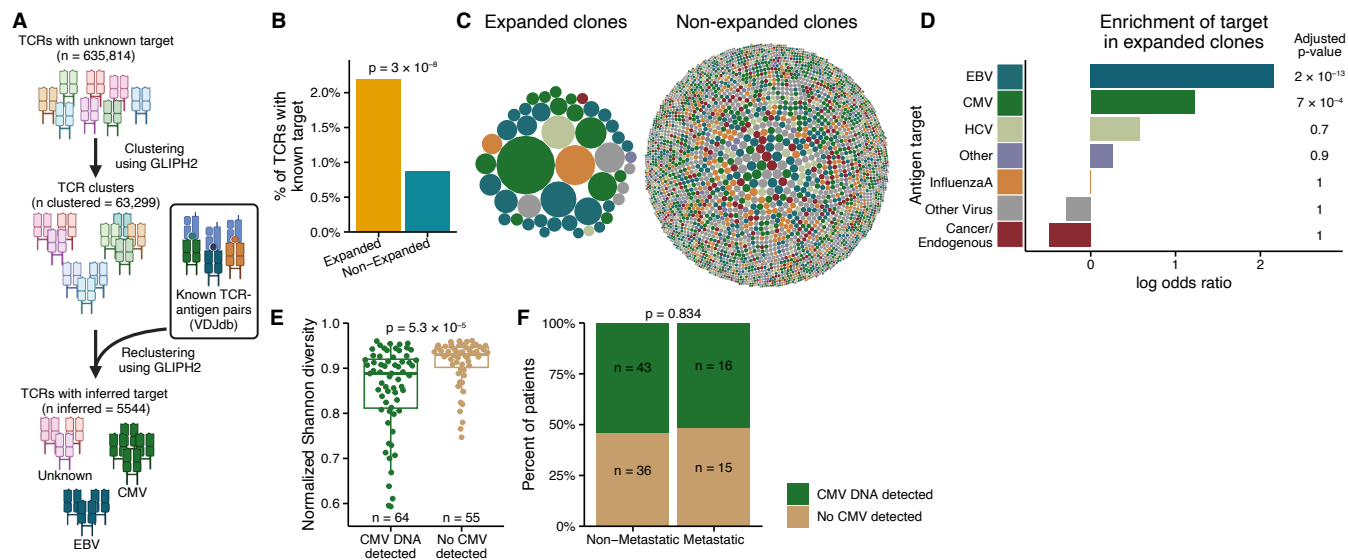 A
TCRs with unknown target
(n = 635,814)
Clustering
using GLIPH2
TCR clusters
(n clustered = 63,299)
Known TCR-
antigen pairs
(VDJdb)
Reclustering
using GLIPH2
TCRs with inferred target
(n inferred = 5544)
Unknown
CMV
EBV
B
p = 3 × 10⁻⁸
% of TCRs with
known target
2.0%
1.5%
1.0%
0.5%
0.0%
Expanded
Non−Expanded
C
Expanded clones
Non-expanded clones
D
Enrichment of target
in expanded clones
Adjusted
p-value
Antigen target
EBV
2 × 10⁻¹³
CMV
7 × 10⁻⁴
HCV
0.7
Other
0.9
InfluenzaA
1
Other Virus
1
Cancer/
Endogenous
1
0
1
2
log odds ratio
E
p = 5.3 × 10⁻⁵
Normalized Shannon diversity
1.0
0.9
0.8
0.7
0.6
n = 64
n = 55
CMV DNA
detected
No CMV
detected
F
p = 0.834
Percent of patients
100%
75%
50%
25%
0%
n = 43
n = 16
n = 36
n = 15
Non−Metastatic
Metastatic
CMV DNA detected
No CMV detected